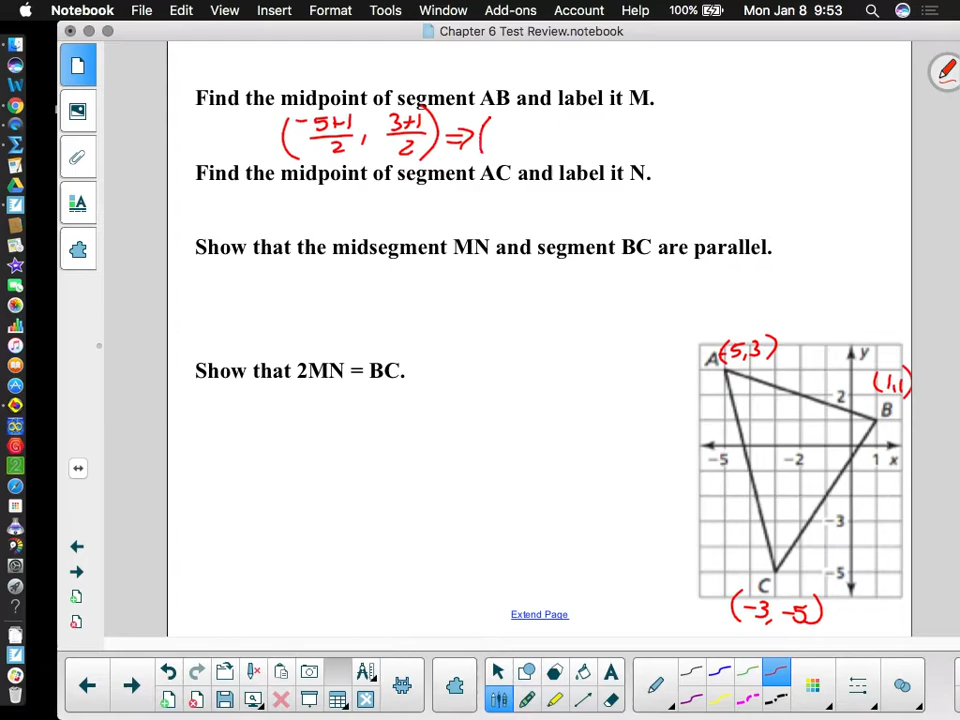 Notebook File Edit View Insert Format Tools Window Add-ons Account Help 100% Mon Jan 8 9:53
Chapter 6 Test Review.notebook
Find the midpoint of segment AB and label it M.
(-5+1/2, 3+1/2) ⇒ (
Find the midpoint of segment AC and label it N.
Show that the midsegment MN and segment BC are parallel.
Show that 2MN = BC.
A (-5,3) y
(1,1)
2 B
-5 -2 1 x
-3
C -5
(-3, -5)
Extend Page